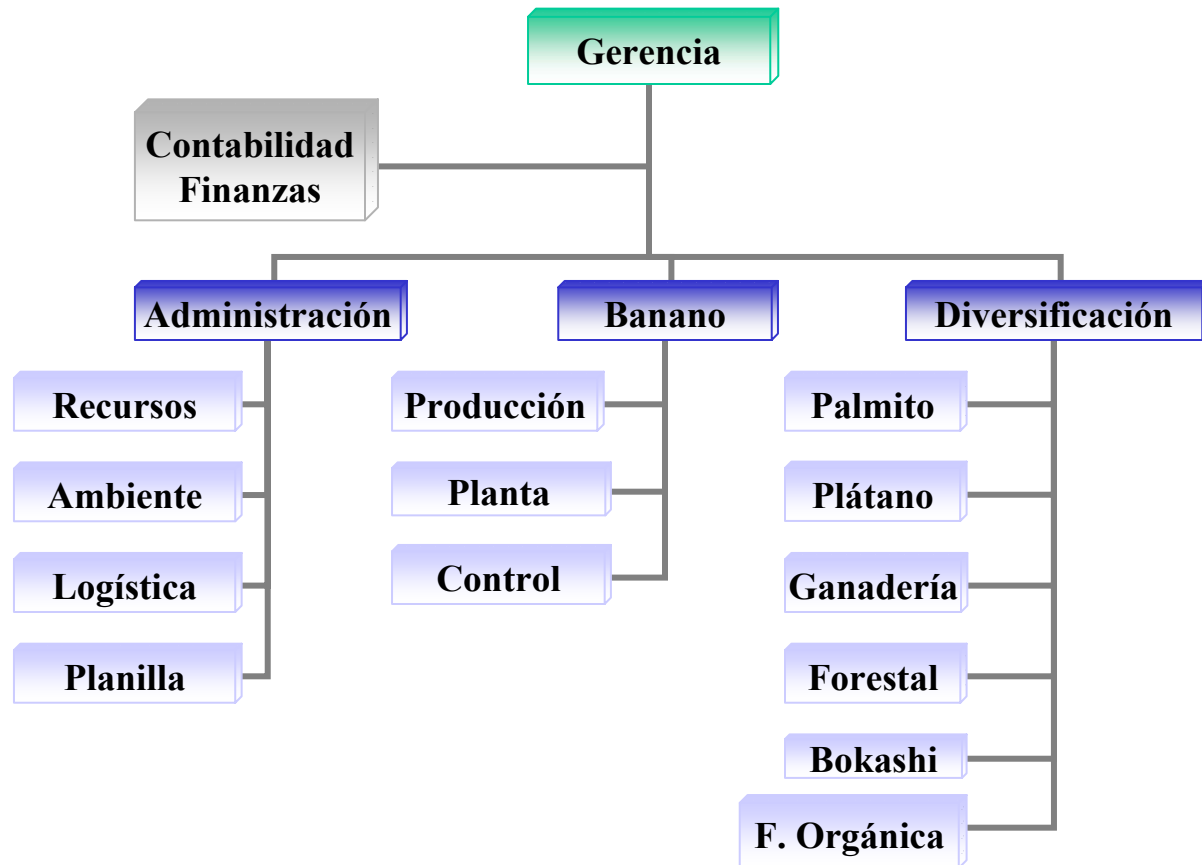 Gerencia
Contabilidad
Finanzas
Administración
Banano
Diversificación
Recursos
Producción
Palmito
Ambiente
Planta
Plátano
Logística
Control
Ganadería
Planilla
Forestal
Bokashi
F. Orgánica